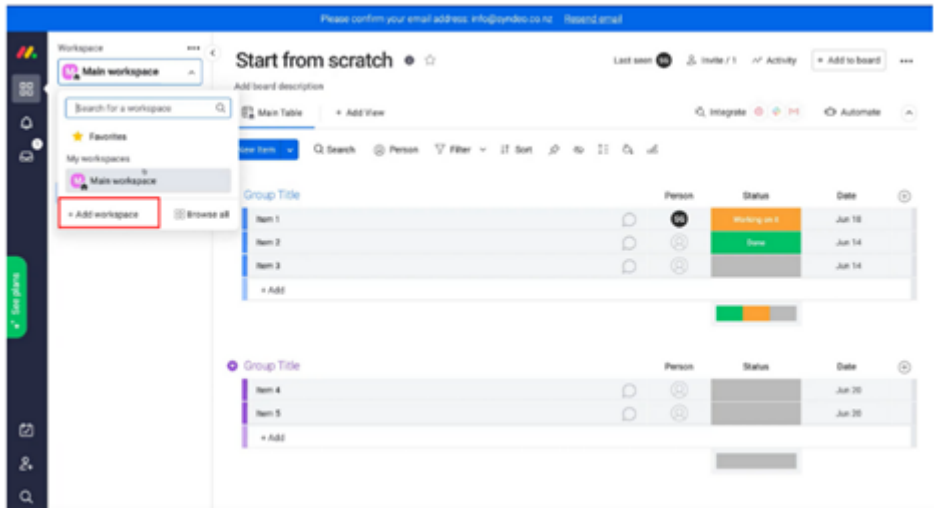 Please confirm your email address: info@syndeo.co.nz Resend email
Workspace
Main workspace
Search for a workspace
Favorites
My workspaces
Main workspace
+ Add workspace
Browse all
See plans
Start from scratch
Last seen
Invite / 1
Activity
+ Add to board
Add board description
Main Table
+ Add View
Integrate
Automate
New Item
Search
Person
Filter
Sort
Group Title Person Status Date
Item 1 Working on it Jun 18
Item 2 Done Jun 14
Item 3 Jun 14
+ Add
Group Title Person Status Date
Item 4 Jun 20
Item 5 Jun 20
+ Add